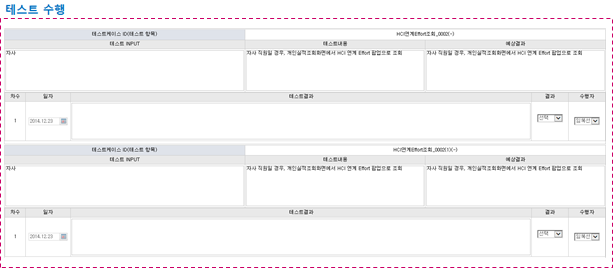 테스트 수행
테스트케이스 ID(테스트 항목) HCI연계Effort조회_0002(-)
테스트 INPUT 테스트내용 예상결과
자사 자사 직원일 경우, 개인실적조회화면에서 HCI 연계 Effort 팝업으로 조회 자사 직원일 경우, 개인실적조회화면에서 HCI 연계 Effort 팝업으로 조회
차수 일자 테스트결과 결과 수행자
1 2014.12.23 선택
테스트케이스 ID(테스트 항목) HCI연계Effort조회_0002(1)(-)
테스트 INPUT 테스트내용 예상결과
자사 자사 직원일 경우, 개인실적조회화면에서 HCI 연계 Effort 팝업으로 조회 자사 직원일 경우, 개인실적조회화면에서 HCI 연계 Effort 팝업으로 조회
차수 일자 테스트결과 결과 수행자
1 2014.12.23 선택